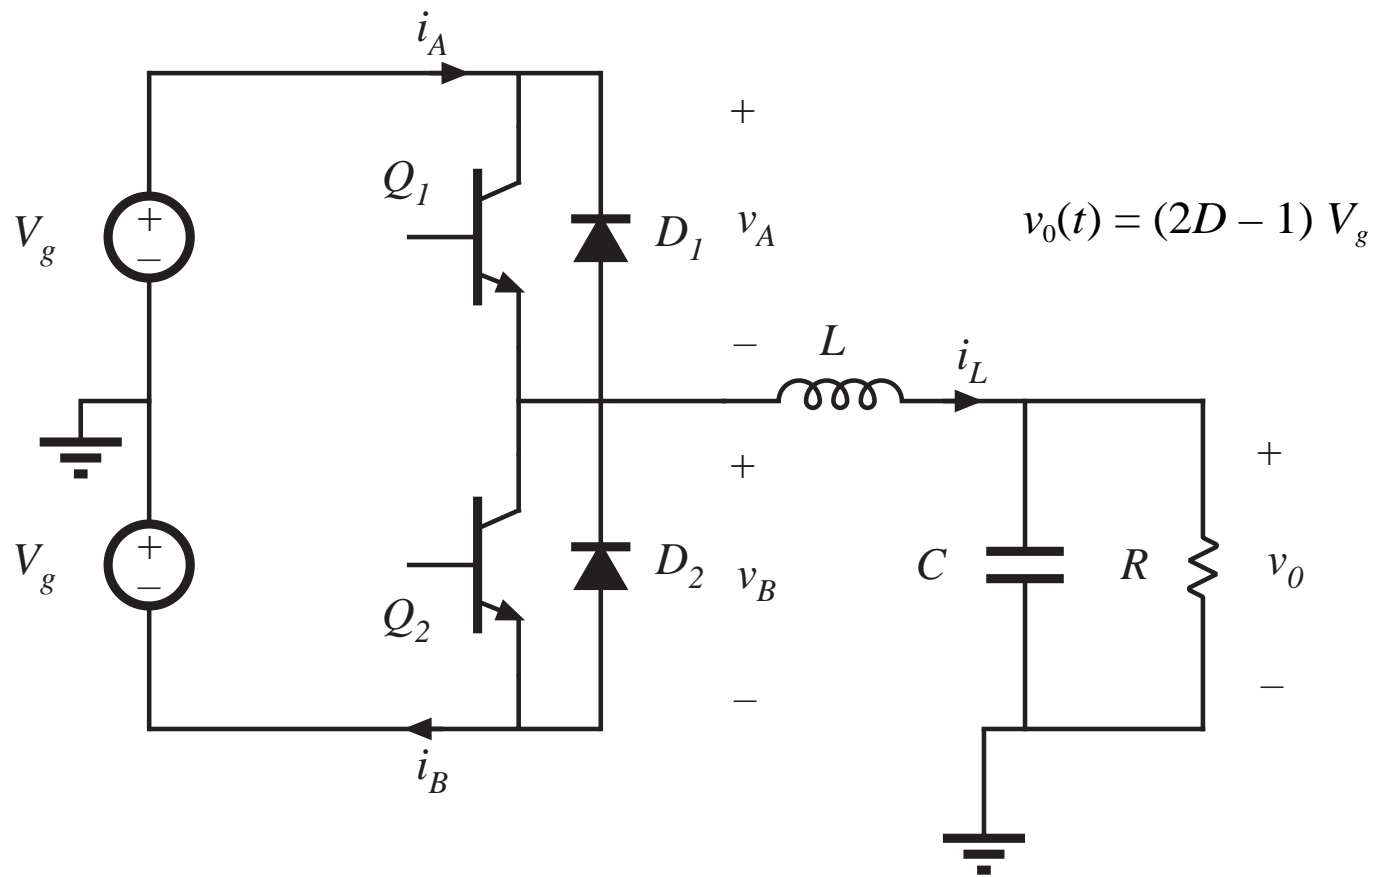 i_A
+
Q_1
+
–
V_g
D_1
v_A
v_0(t) = (2D – 1) V_g
–
L
i_L
+
+
+
–
V_g
D_2
v_B
C
R
v_0
Q_2
–
–
i_B